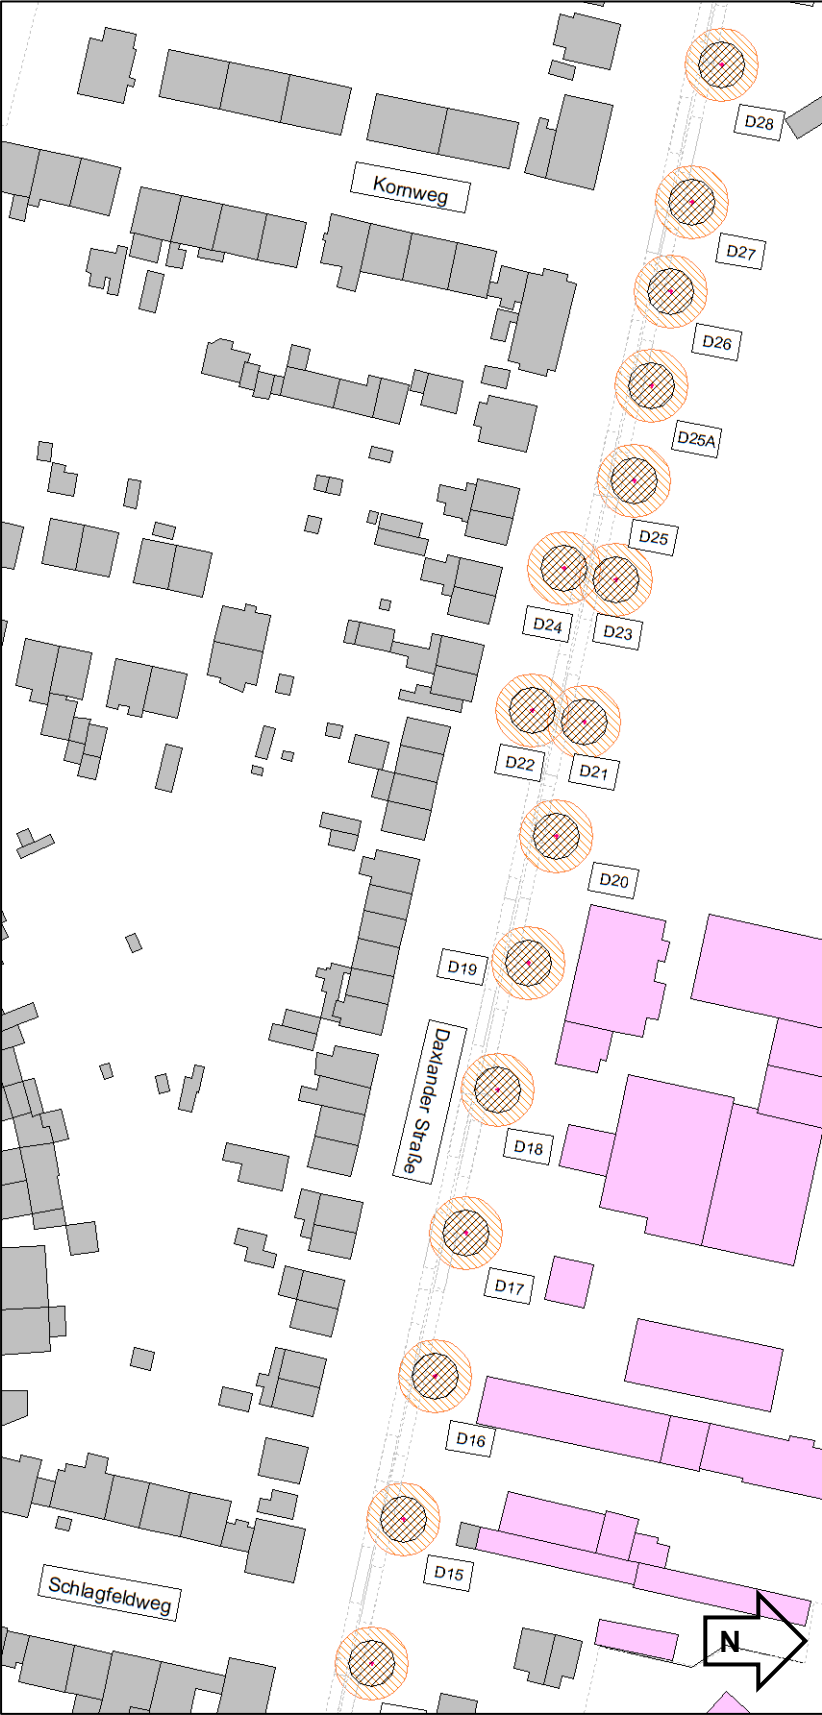 D28
Kornweg
D27
D26
D25A
D25
D24
D23
D22
D21
D20
D19
Daxlander Straße
D18
D17
D16
D15
Schlagfeldweg
N